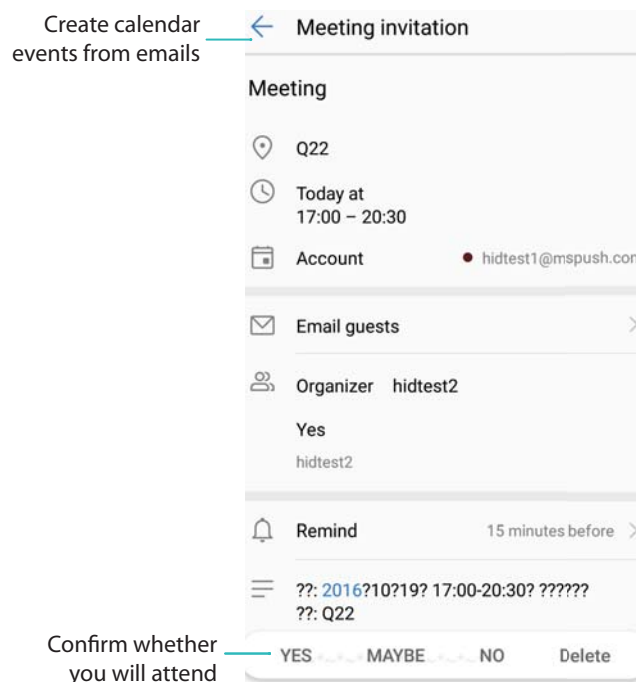 Create calendar
events from emails
Meeting invitation
Meeting
Q22
Today at
17:00 – 20:30
Account hidtest1@mspush.com
Email guests
Organizer hidtest2
Yes
hidtest2
Remind 15 minutes before
??: 2016?10?19? 17:00-20:30? ??????
??: Q22
Confirm whether
you will attend
YES MAYBE NO Delete